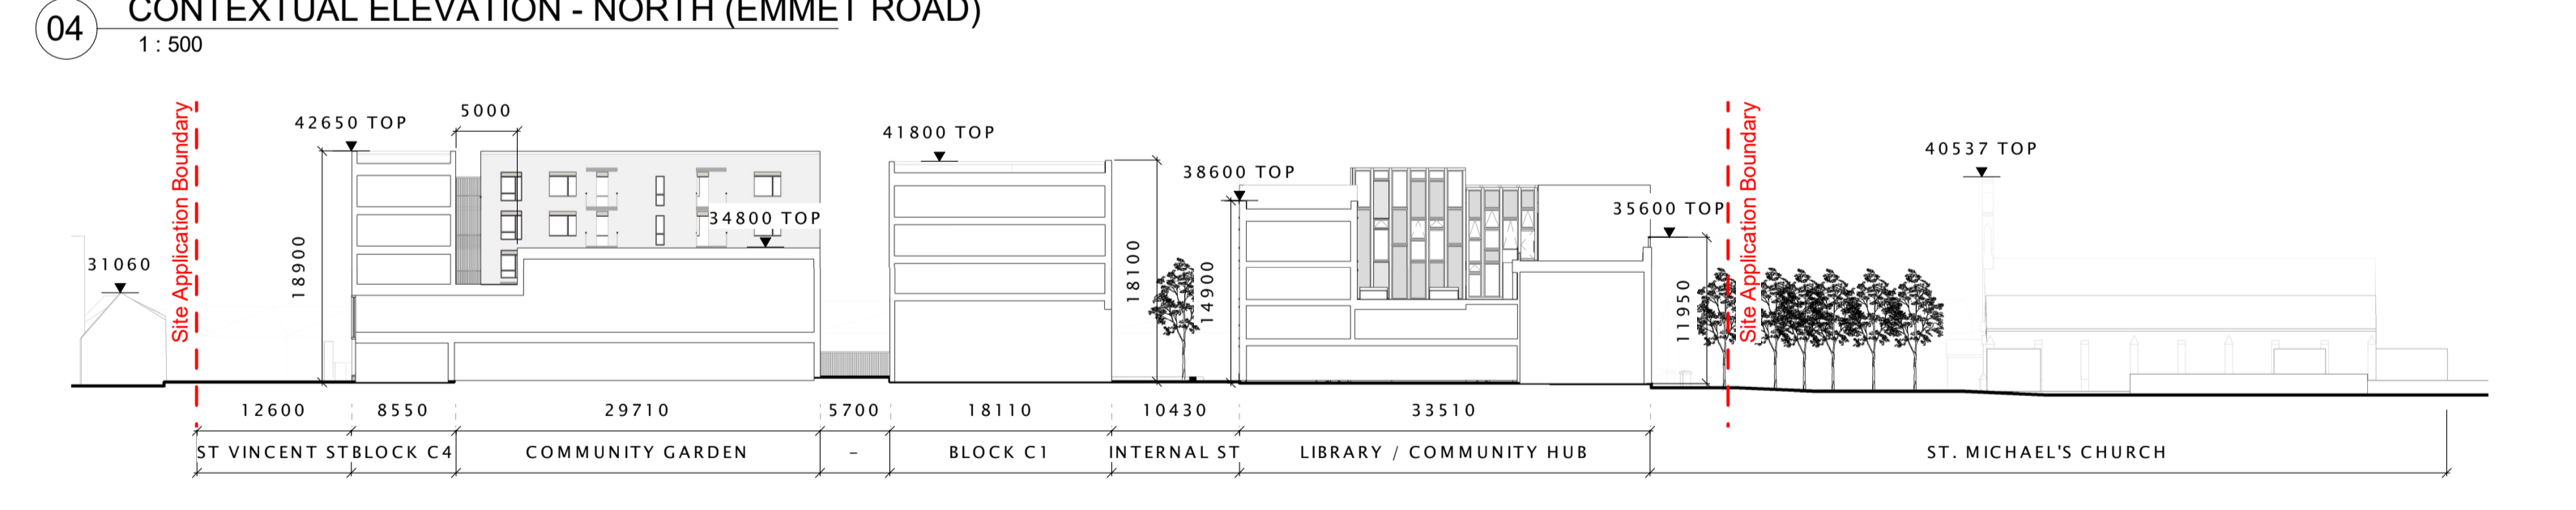 CONTEXTUAL ELEVATION - NORTH (EMMET ROAD)
04
1 : 500
Site Application Boundary
42650 TOP
5000
41800 TOP
38600 TOP
Site Application Boundary
40537 TOP
34800 TOP
35600 TOP
31060
18900
18100
14900
11950
12600 8550 29710 5700 18110 10430 33510
ST VINCENT ST BLOCK C4 COMMUNITY GARDEN - BLOCK C1 INTERNAL ST LIBRARY / COMMUNITY HUB ST. MICHAEL'S CHURCH